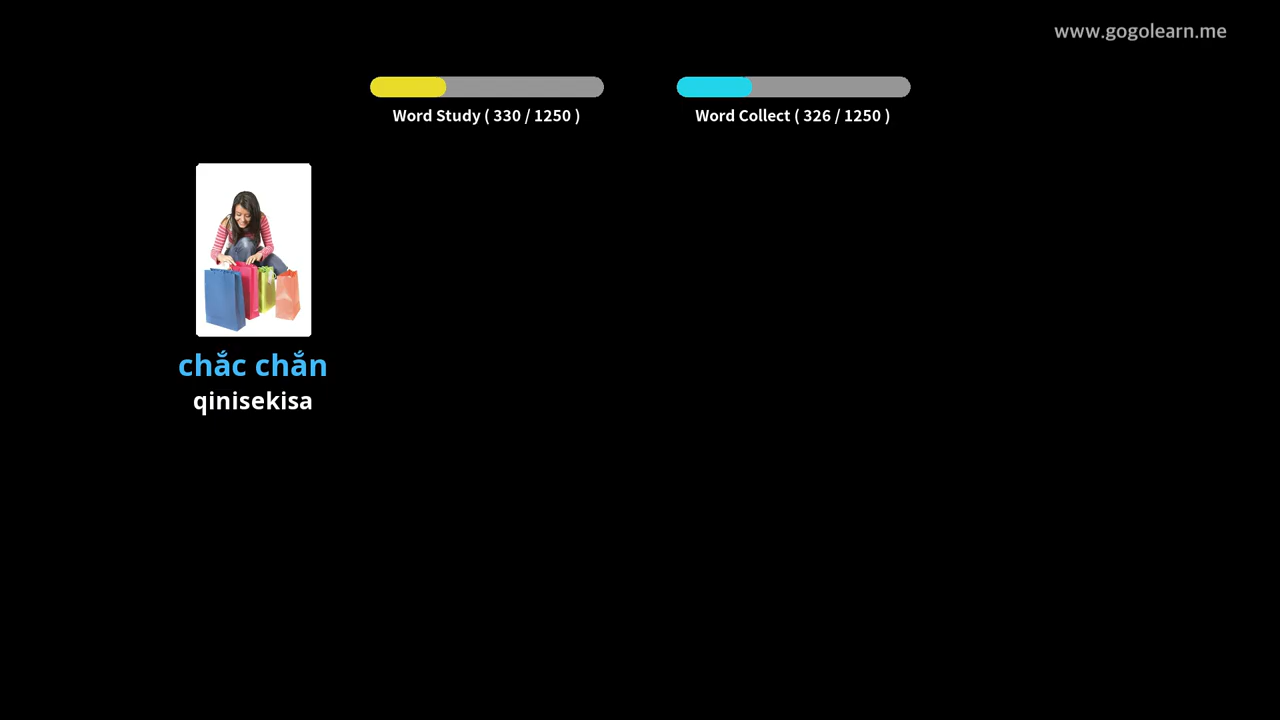 www.gogolearn.me
Word Study ( 330 / 1250 )
Word Collect ( 326 / 1250 )
chắc chắn
qinisekisa